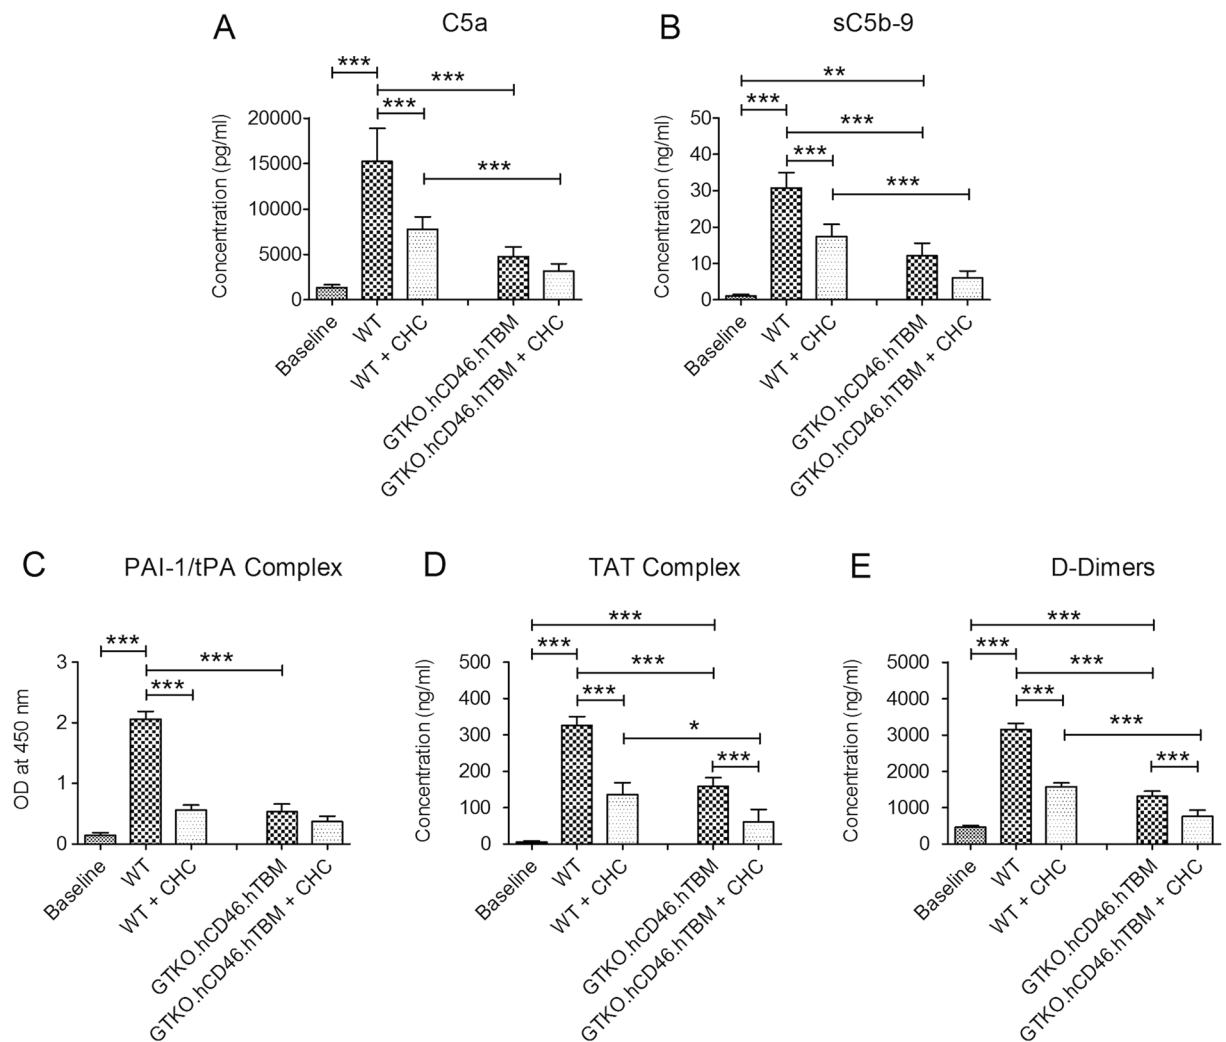 A
C5a
***
***
***
***
Concentration (pg/ml)
20000
15000
10000
5000
0
Baseline
WT
WT + CHC
GTKO.hCD46.hTBM
GTKO.hCD46.hTBM + CHC
B
sC5b-9
**
***
***
***
***
Concentration (ng/ml)
50
40
30
20
10
0
Baseline
WT
WT + CHC
GTKO.hCD46.hTBM
GTKO.hCD46.hTBM + CHC
C
PAI-1/tPA Complex
***
***
***
OD at 450 nm
3
2
1
0
Baseline
WT
WT + CHC
GTKO.hCD46.hTBM
GTKO.hCD46.hTBM + CHC
D
TAT Complex
***
***
***
***
*
***
Concentration (ng/ml)
500
400
300
200
100
0
Baseline
WT
WT + CHC
GTKO.hCD46.hTBM
GTKO.hCD46.hTBM + CHC
E
D-Dimers
***
***
***
***
***
***
Concentration (ng/ml)
5000
4000
3000
2000
1000
0
Baseline
WT
WT + CHC
GTKO.hCD46.hTBM
GTKO.hCD46.hTBM + CHC